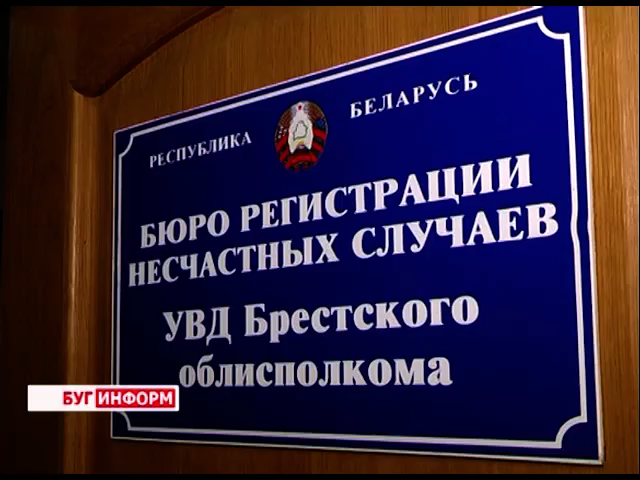 РЕСПУБЛИКА БЕЛАРУСЬ
БЮРО РЕГИСТРАЦИИ
НЕСЧАСТНЫХ СЛУЧАЕВ
УВД Брестского
облисполкома
БУГ ИНФОРМ